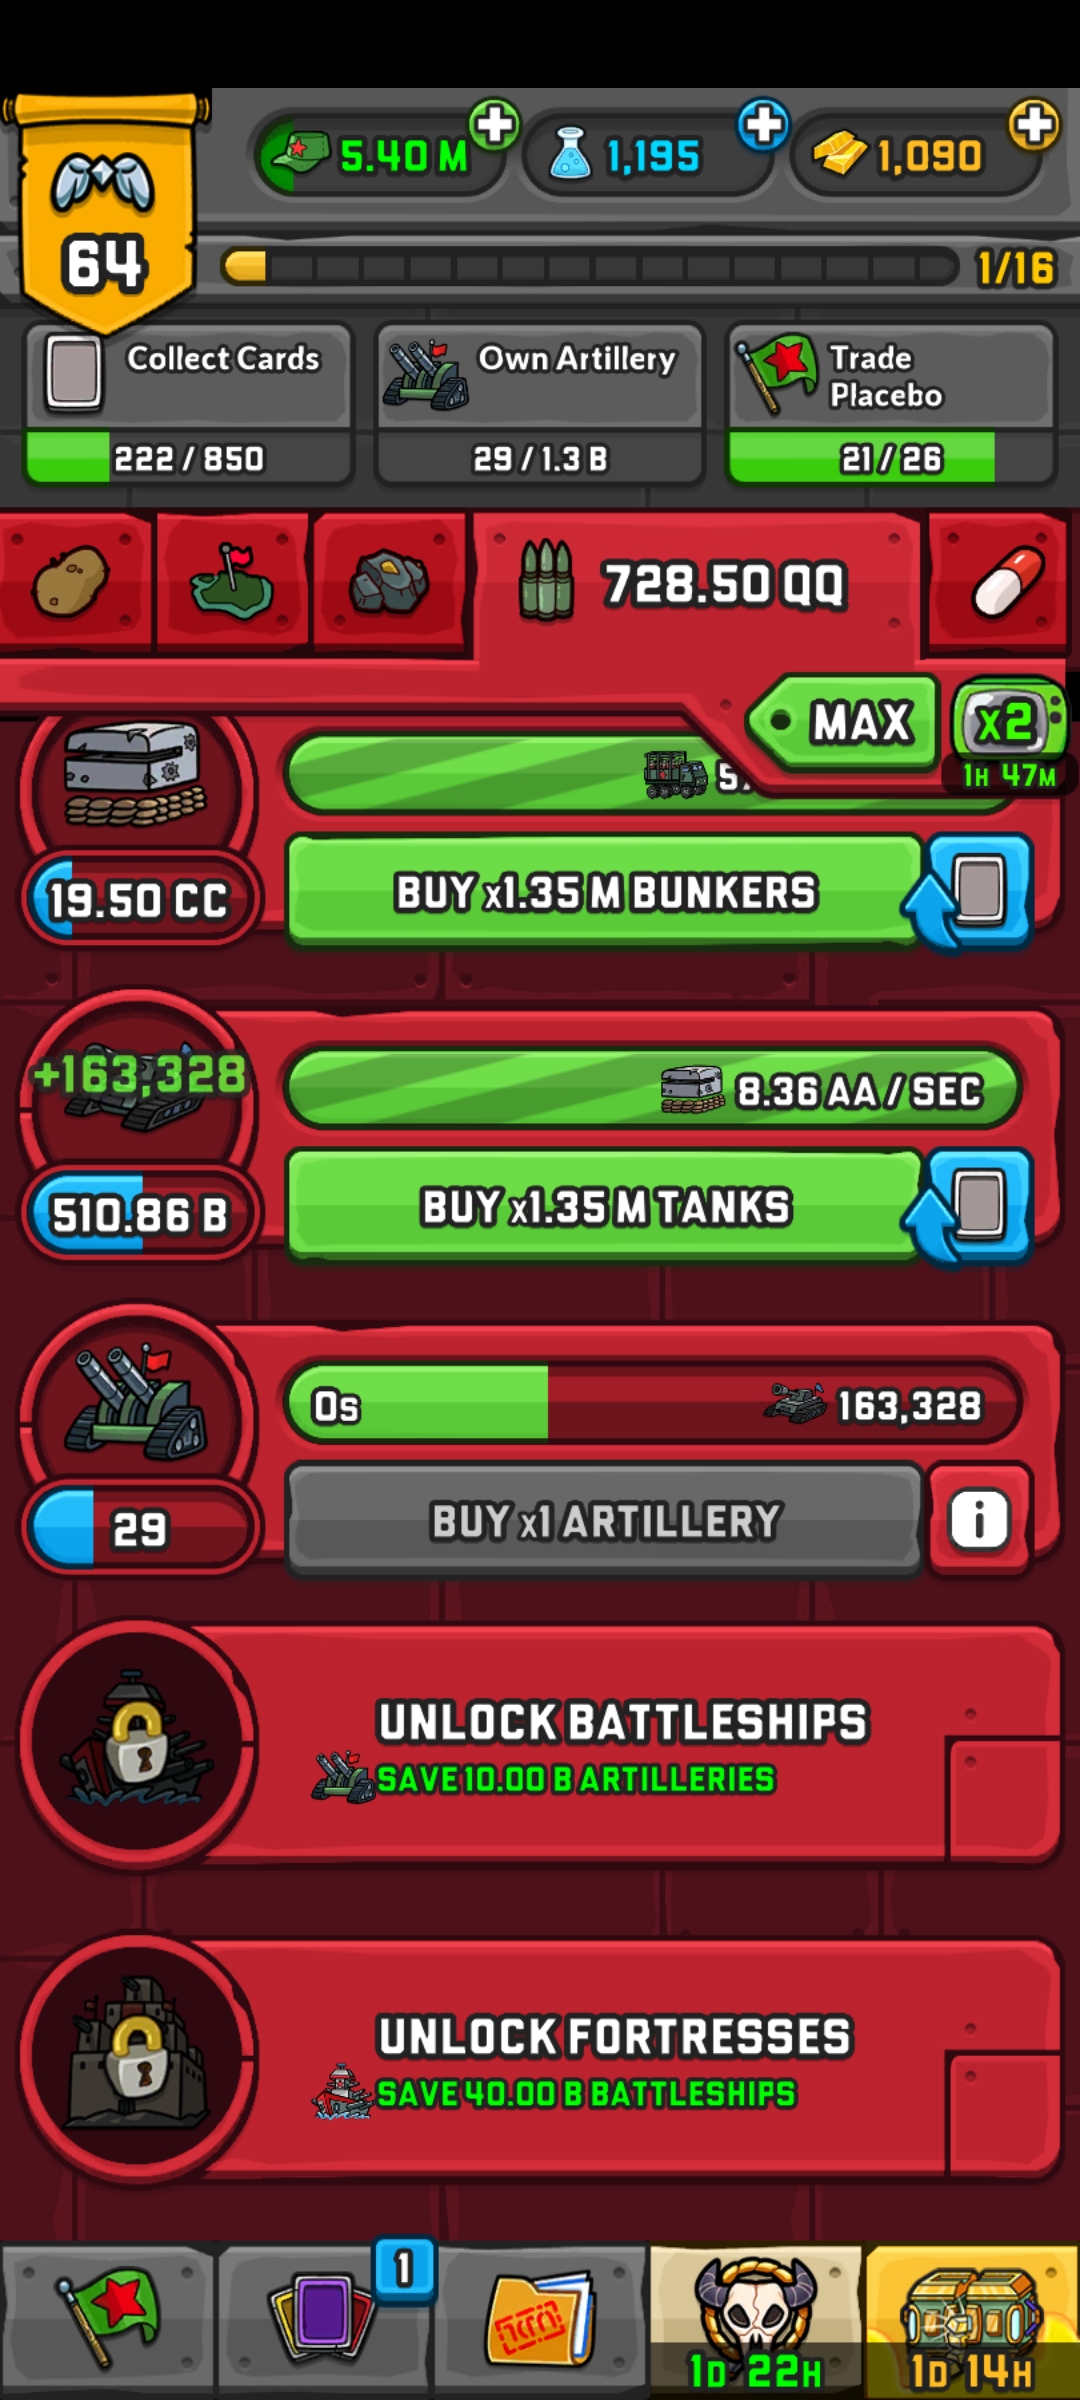 5.40 M
1,195
1,090
64
1/16
Collect Cards
222 / 850
Own Artillery
29 / 1.3 B
Trade
Placebo
21 / 26
728.50 QQ
MAX
x2
1H 47M
19.50 CC
BUY x1.35 M BUNKERS
+163,328
8.36 AA / SEC
510.86 B
BUY x1.35 M TANKS
0s
163,328
29
BUY x1 ARTILLERY
i
UNLOCK BATTLESHIPS
SAVE 10.00 B ARTILLERIES
UNLOCK FORTRESSES
SAVE 40.00 B BATTLESHIPS
1
1D 22H
1D 14H